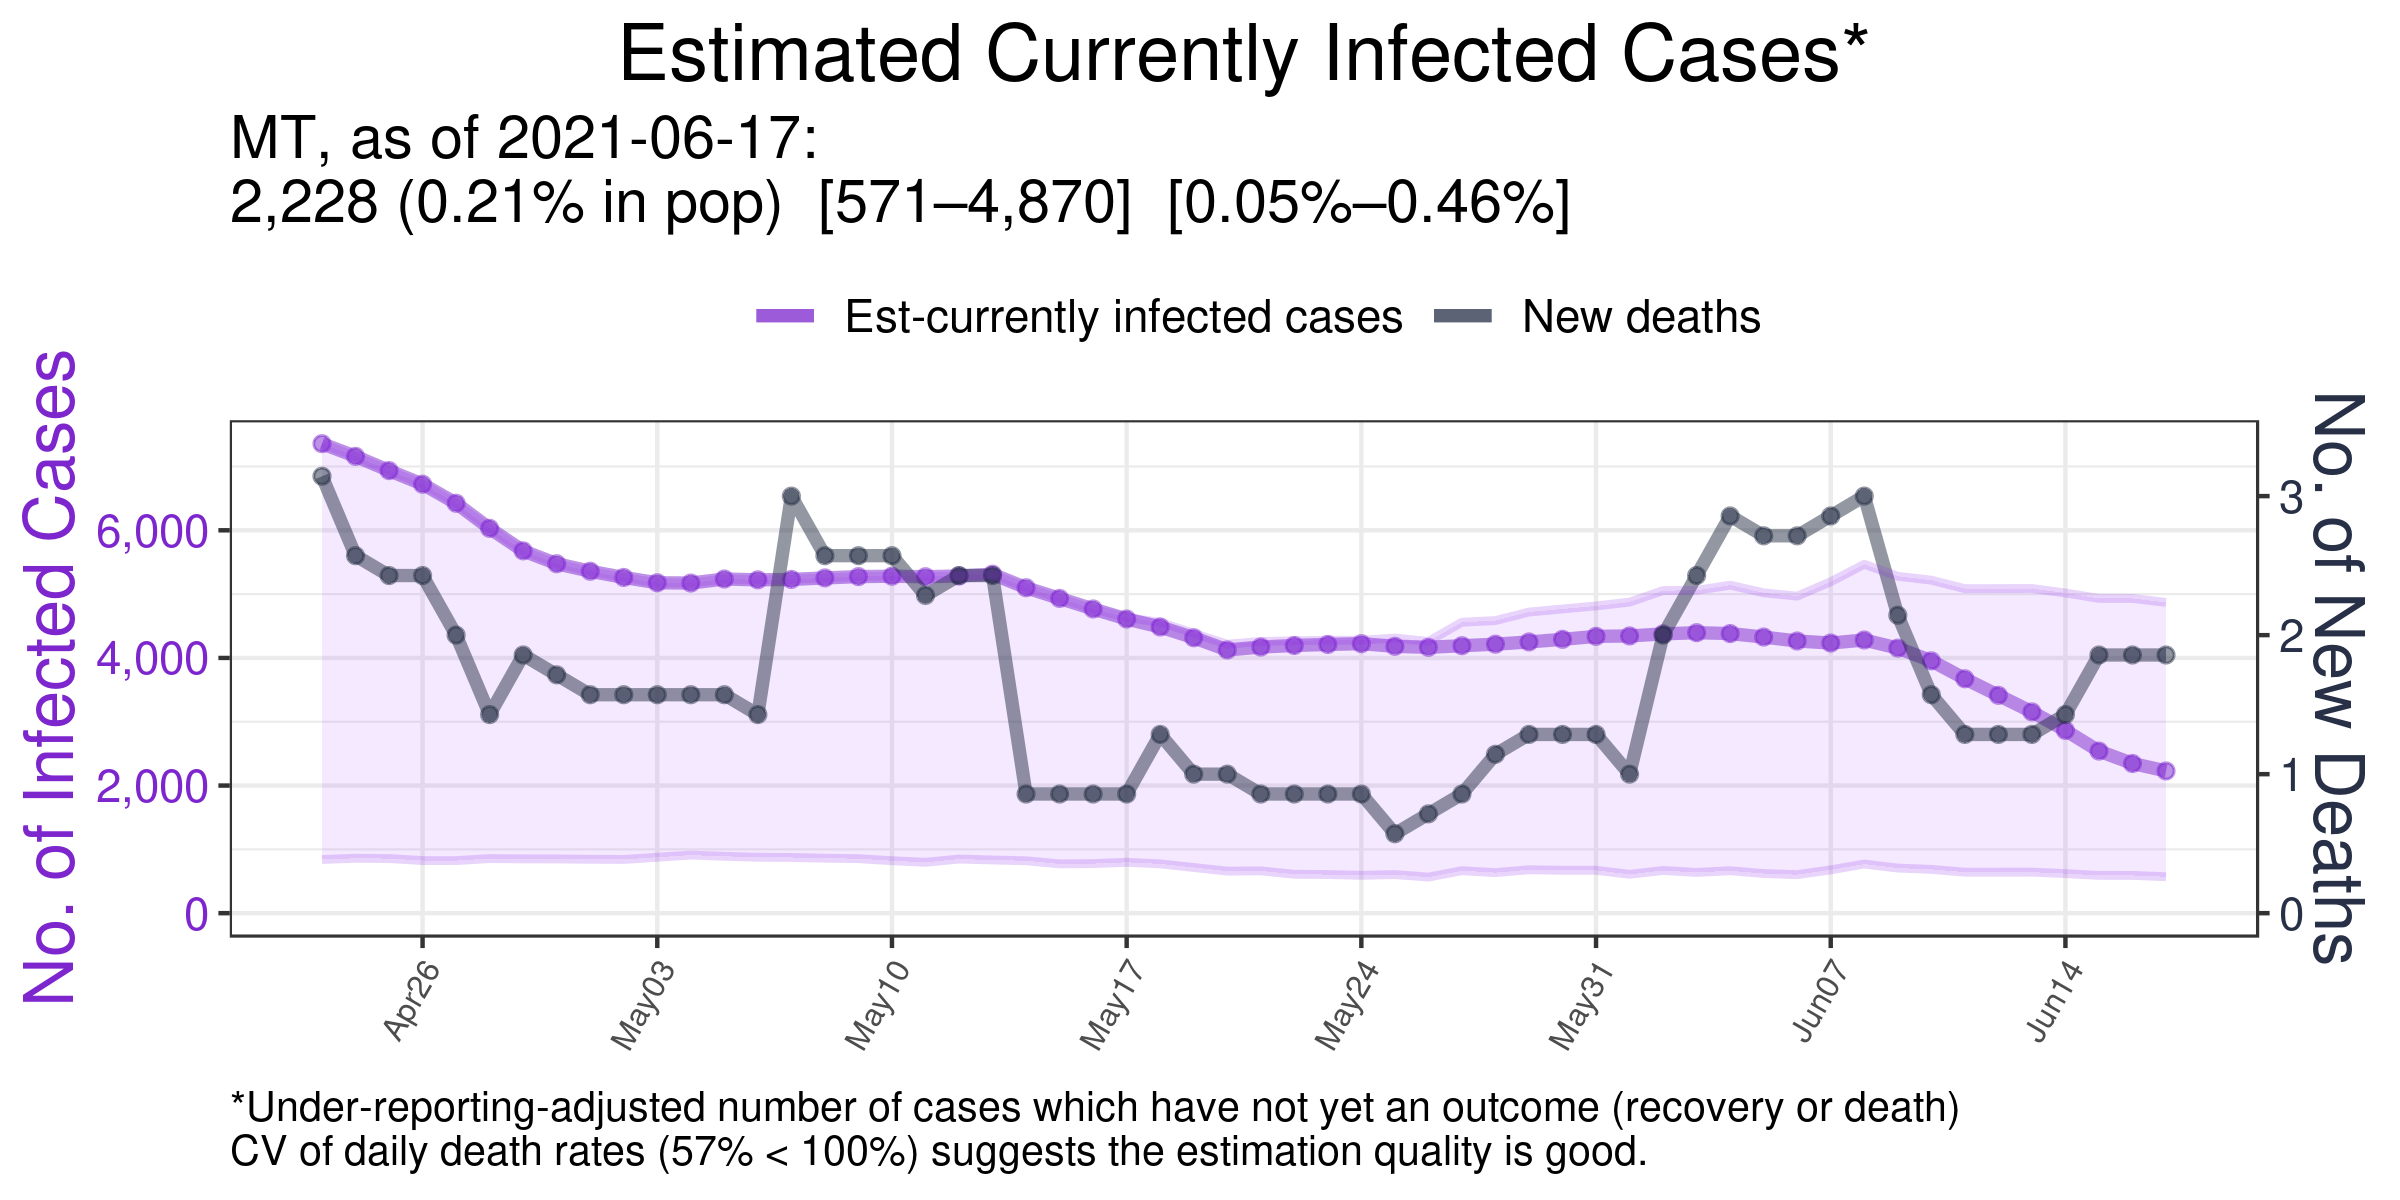 Estimated Currently Infected Cases*
MT, as of 2021-06-17:
2,228 (0.21% in pop)  [571–4,870]  [0.05%–0.46%]
Est-currently infected cases
New deaths
No. of Infected Cases
6,000
4,000
2,000
0
3
2
1
0
No. of New Deaths
Apr26
May03
May10
May17
May24
May31
Jun07
Jun14
*Under-reporting-adjusted number of cases which have not yet an outcome (recovery or death)
CV of daily death rates (57% < 100%) suggests the estimation quality is good.